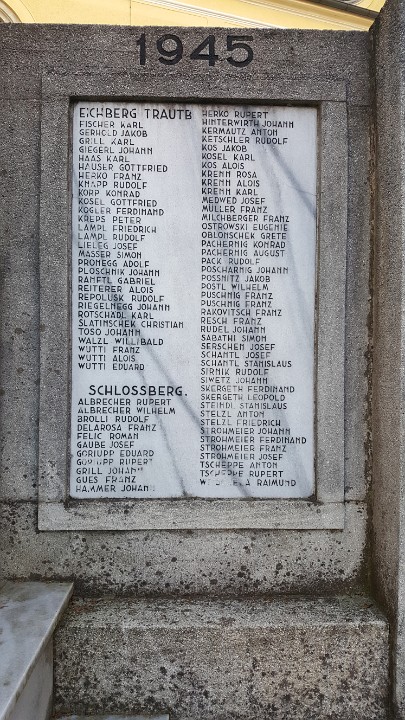 1945
EICHBERG TRAUTB
FISCHER KARL
GERHOLD JAKOB
GRILL KARL
GIEGERL JOHANN
HAAS KARL
HAUSER GOTTFRIED
HERKO FRANZ
KNAPP RUDOLF
KORP KONRAD
KOSEL GOTTFRIED
KÖGLER FERDINAND
KREPS PETER
LAMPL FRIEDRICH
LAMPL RUDOLF
LIELEG JOSEF
MASSER SIMON
PRONEGG ADOLF
PLOSCHNIK JOHANN
RANFTL GABRIEL
REITERER ALOIS
REPOLUSK RUDOLF
RIEGELNEGG JOHANN
ROTSCHÄDL KARL
SLATINSCHEK CHRISTIAN
TOSO JOHANN
WALZL WILLIBALD
WUTTI FRANZ
WUTTI ALOIS
WUTTI EDUARD
SCHLOSSBERG.
ALBRECHER RUPERT
ALBRECHER WILHELM
BROLLI RUDOLF
DELAROSA FRANZ
FELIC ROMAN
GAUBE JOSEF
GORIUPP EDUARD
GORIUPP RUPERT
GRILL JOHANN
GUES FRANZ
HAMMER JOHANN
HERKO RUPERT
HINTERWIRTH JOHANN
KERMAUTZ ANTON
KETSCHLER RUDOLF
KOS JAKOB
KOSEL KARL
KOS ALOIS
KRENN ROSA
KRENN ALOIS
KRENN KARL
MEDWED JOSEF
MÜLLER FRANZ
MILCHBERGER FRANZ
OSTROWSKI EUGENIE
OBLONSCHEK GRETE
PACHERNIG KONRAD
PACHERNIG AUGUST
PACK RUDOLF
POSCHARNIG JOHANN
POSSNITZ JAKOB
POSTL WILHELM
PUSCHNIG FRANZ
PUSCHNIG FRANZ
RAKOVITSCH FRANZ
RESCH FRANZ
RUDEL JOHANN
SABATHI SIMON
SERSCHEN JOSEF
SCHANTL JOSEF
SCHANTL STANISLAUS
SIRNIK RUDOLF
SIWETZ JOHANN
SKERGETH FERDINAND
SKERGETH LEOPOLD
STEINDL STANISLAUS
STELZL ANTON
STELZL FRIEDRICH
STROHMEIER JOHANN
STROHMEIER FERDINAND
STROHMEIER FRANZ
STROHMEIER JOSEF
TSCHEPPE ANTON
TSCHEPPE RUPERT
RAIMUND